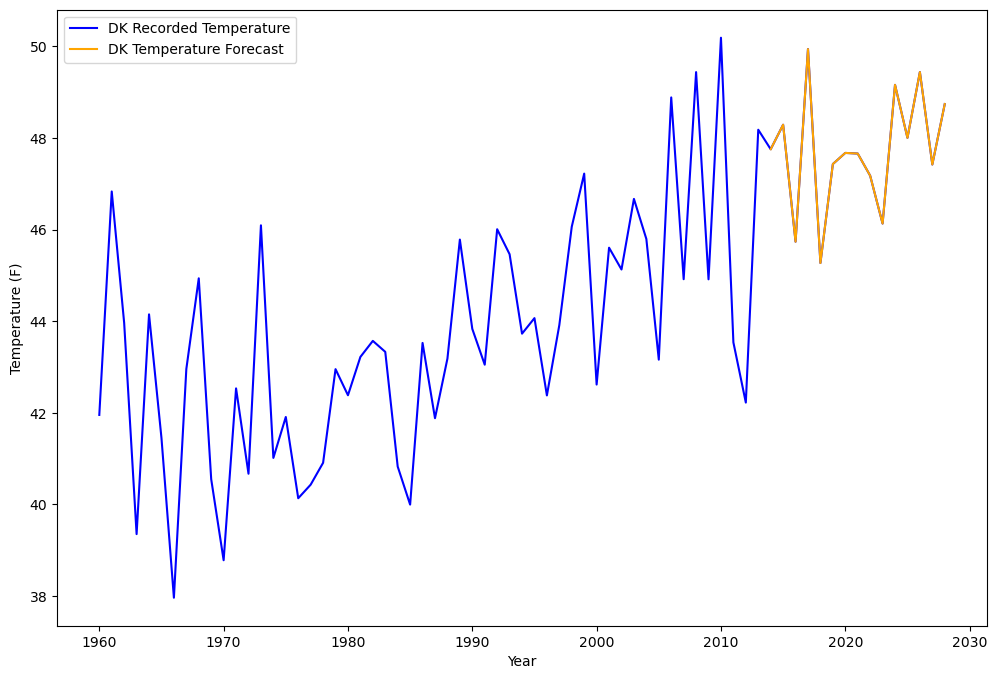 DK Recorded Temperature
DK Temperature Forecast
50
48
46
44
42
40
38
Temperature (F)
1960 1970 1980 1990 2000 2010 2020 2030
Year